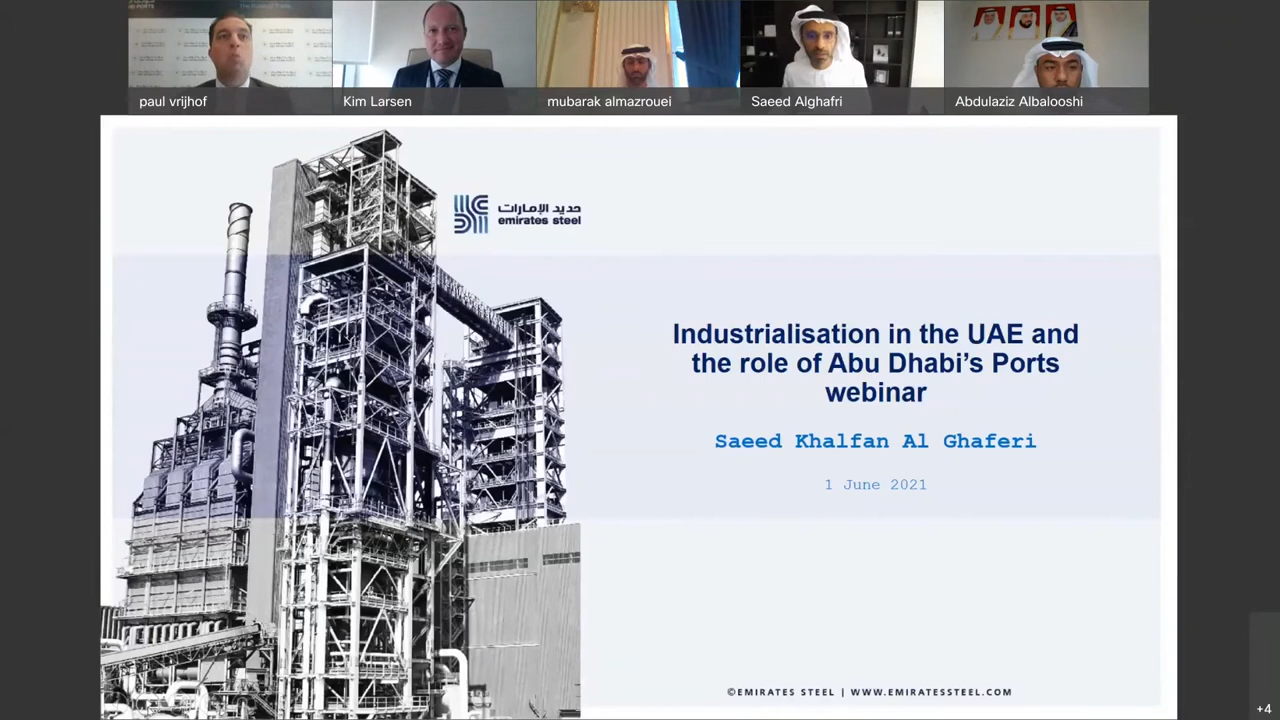 paul vrijhof
Kim Larsen
mubarak almazrouei
Saeed Alghafri
Abdulaziz Albalooshi
حديد الإمارات
emirates steel
Industrialisation in the UAE and
the role of Abu Dhabi’s Ports
webinar
Saeed Khalfan Al Ghaferi
1 June 2021
©EMIRATES STEEL | WWW.EMIRATESSTEEL.COM
+4